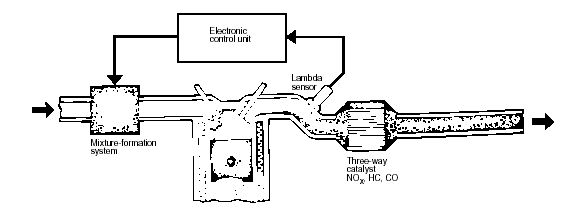 Electronic
control unit
Lambda
sensor
Mixture-formation
system
Three-way
catalyst
NOX, HC, CO